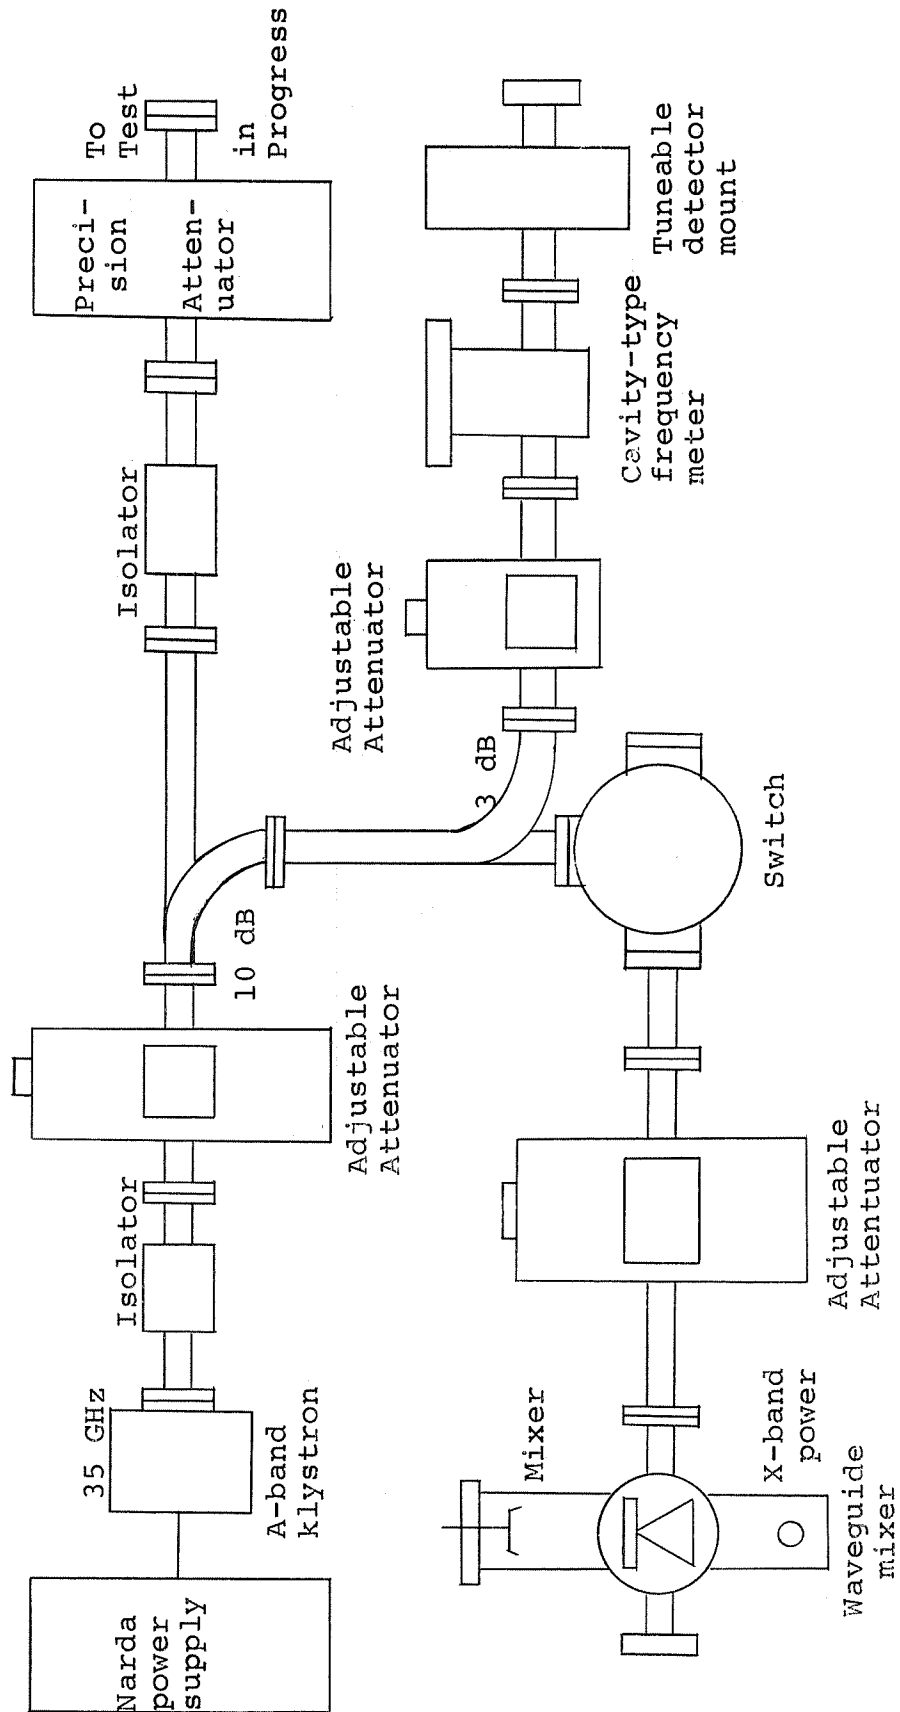 Narda
power
supply
35 GHz
A-band
klystron
Isolator
Adjustable
Attenuator
10 dB
Isolator
Preci-
sion
Atten-
uator
To
Test
in
Progress
Mixer
X-band
power
Waveguide
mixer
Adjustable
Attentuator
Switch
3 dB
Adjustable
Attenuator
Cavity-type
frequency
meter
Tuneable
detector
mount